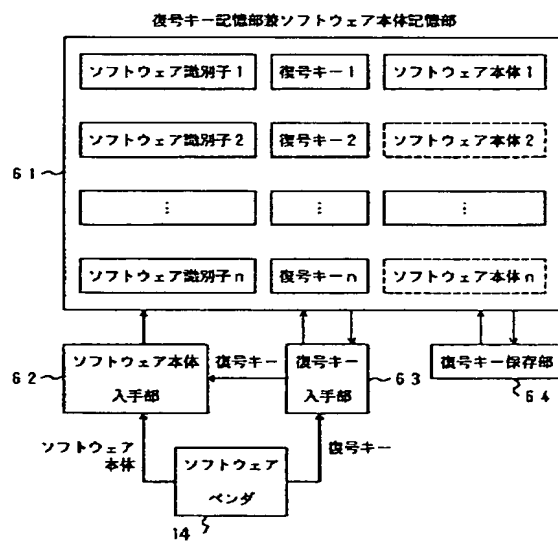 復号キー記憶部兼ソフトウェア本体記憶部
ソフトウェア識別子1 復号キー1 ソフトウェア本体1
ソフトウェア識別子2 復号キー2 ソフトウェア本体2
61
⋮ ⋮ ⋮
ソフトウェア識別子n 復号キーn ソフトウェア本体n
62
ソフトウェア本体
入手部
復号キー
復号キー
入手部
63
復号キー保存部
64
ソフトウェア
本体
ソフトウェア
ベンダ
復号キー
14